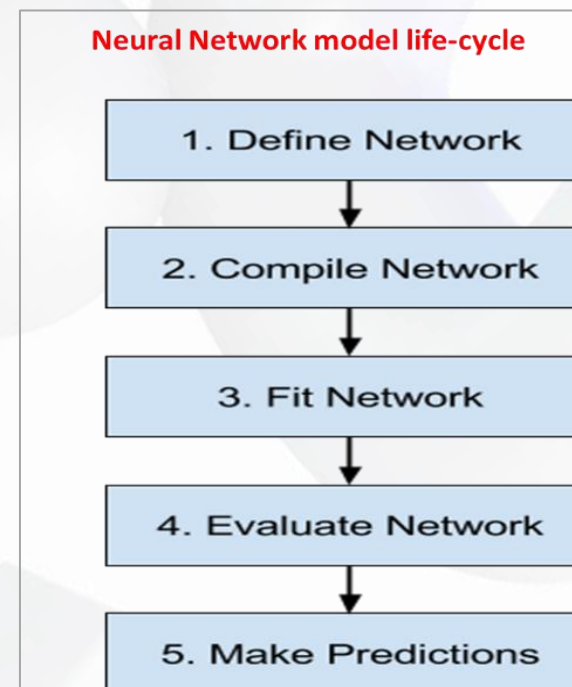 Neural Network model life-cycle
1. Define Network
2. Compile Network
3. Fit Network
4. Evaluate Network
5. Make Predictions